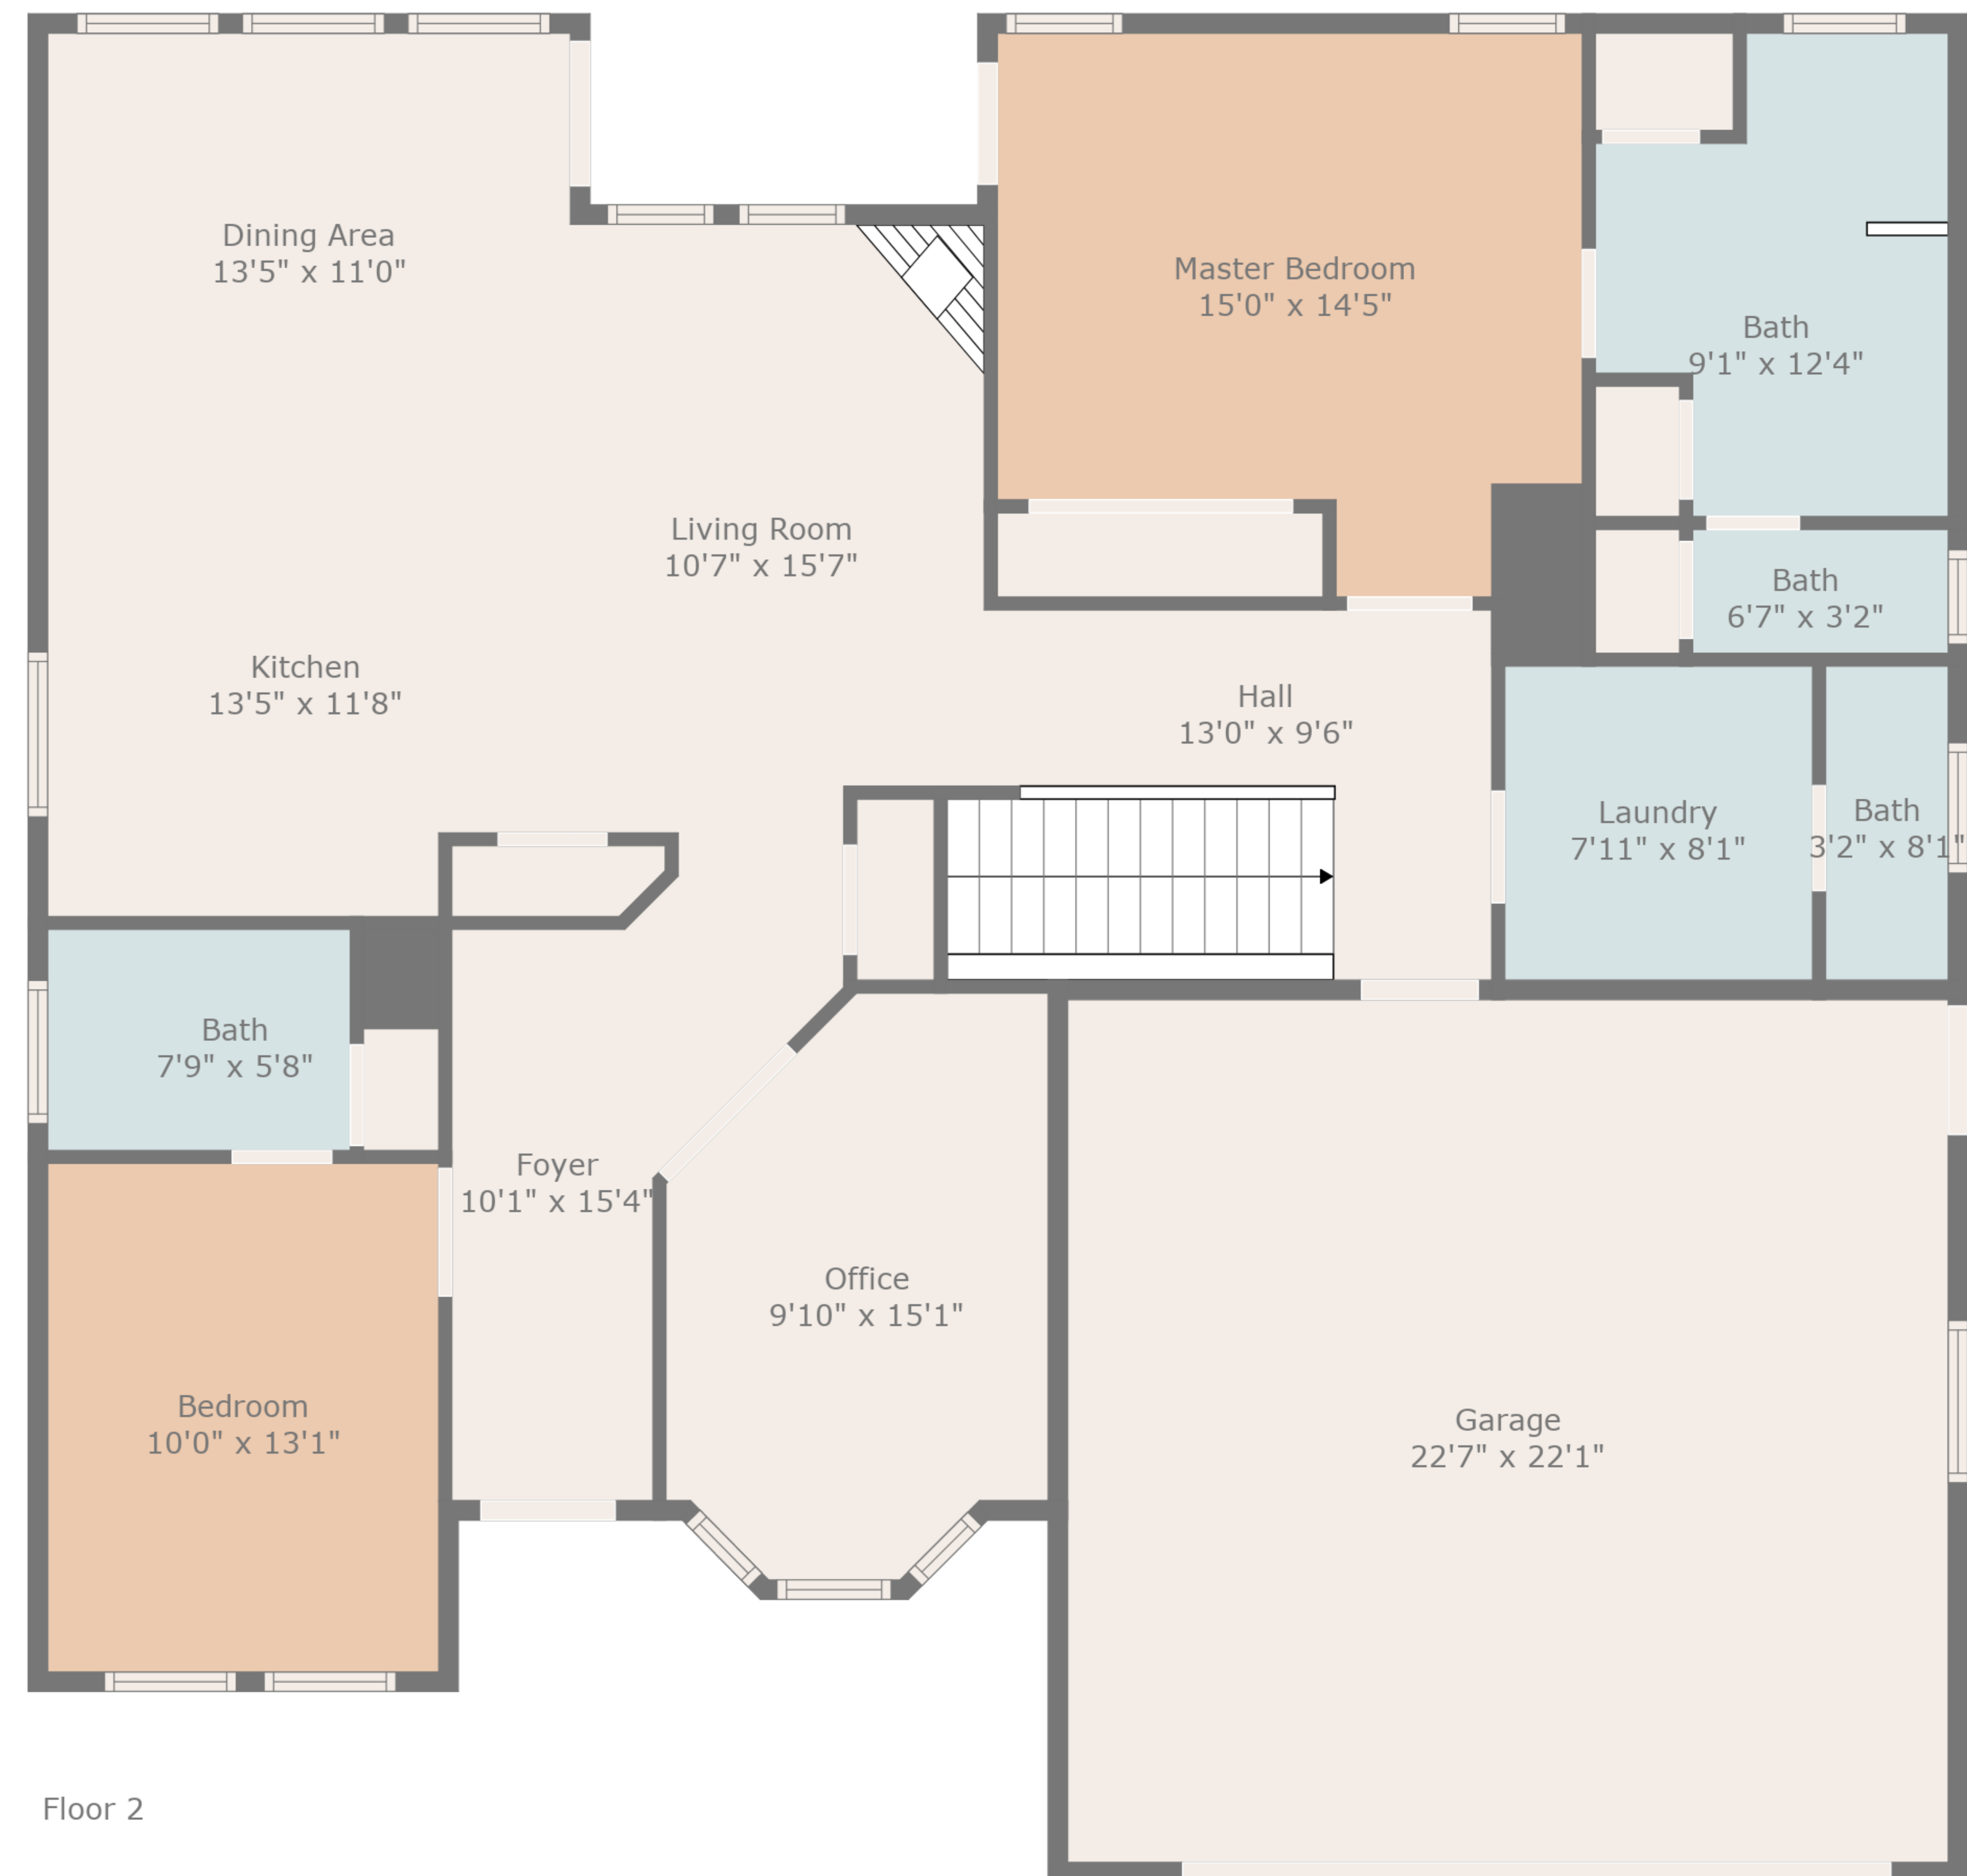 Dining Area
13'5" x 11'0"
Master Bedroom
15'0" x 14'5"
Bath
9'1" x 12'4"
Living Room
10'7" x 15'7"
Bath
6'7" x 3'2"
Kitchen
13'5" x 11'8"
Hall
13'0" x 9'6"
Laundry
7'11" x 8'1"
Bath
3'2" x 8'1"
Bath
7'9" x 5'8"
Foyer
10'1" x 15'4"
Office
9'10" x 15'1"
Bedroom
10'0" x 13'1"
Garage
22'7" x 22'1"
Floor 2